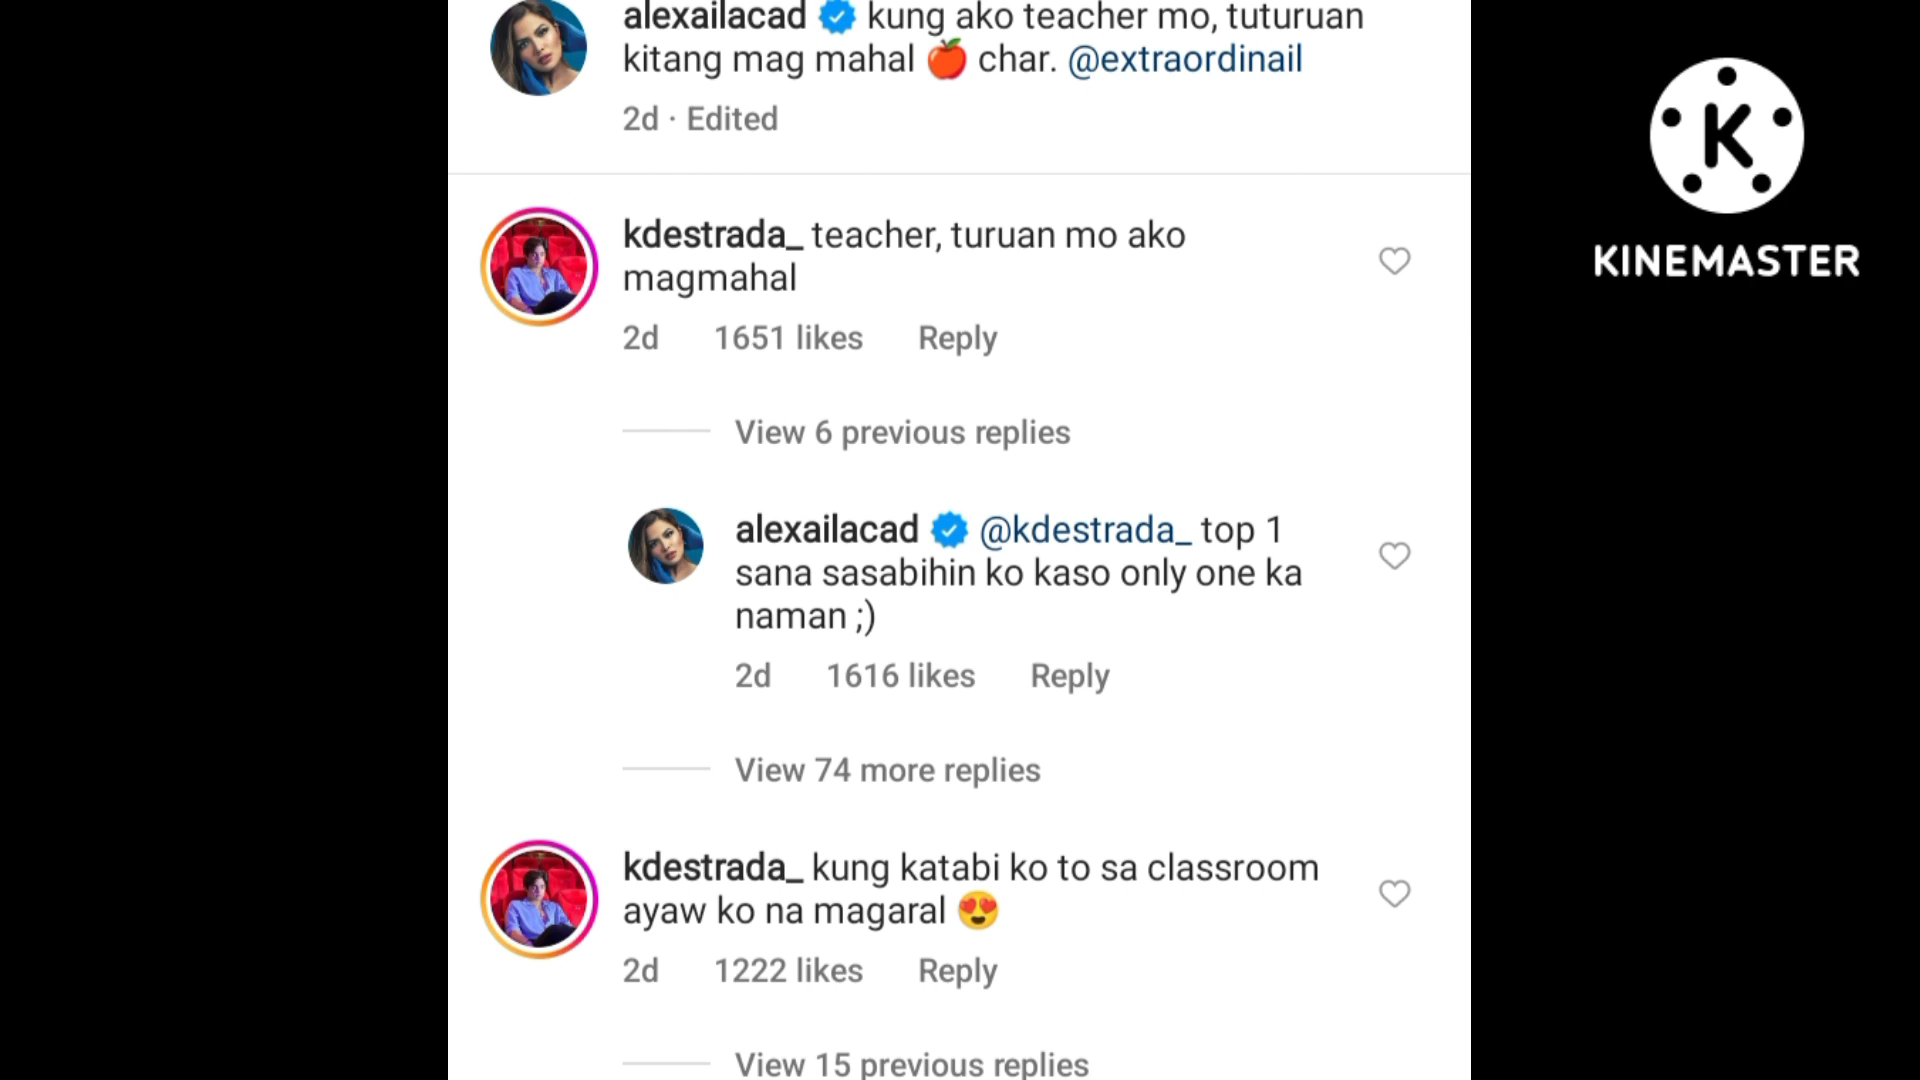 alexailacad kung ako teacher mo, tuturuan
kitang mag mahal 🍎 char. @extraordinail
2d · Edited
kdestrada_ teacher, turuan mo ako
magmahal
2d 1651 likes Reply
View 6 previous replies
alexailacad @kdestrada_ top 1
sana sasabihin ko kaso only one ka
naman ;)
2d 1616 likes Reply
View 74 more replies
kdestrada_ kung katabi ko to sa classroom
ayaw ko na magaral 😍
2d 1222 likes Reply
View 15 previous replies
K
KINEMASTER